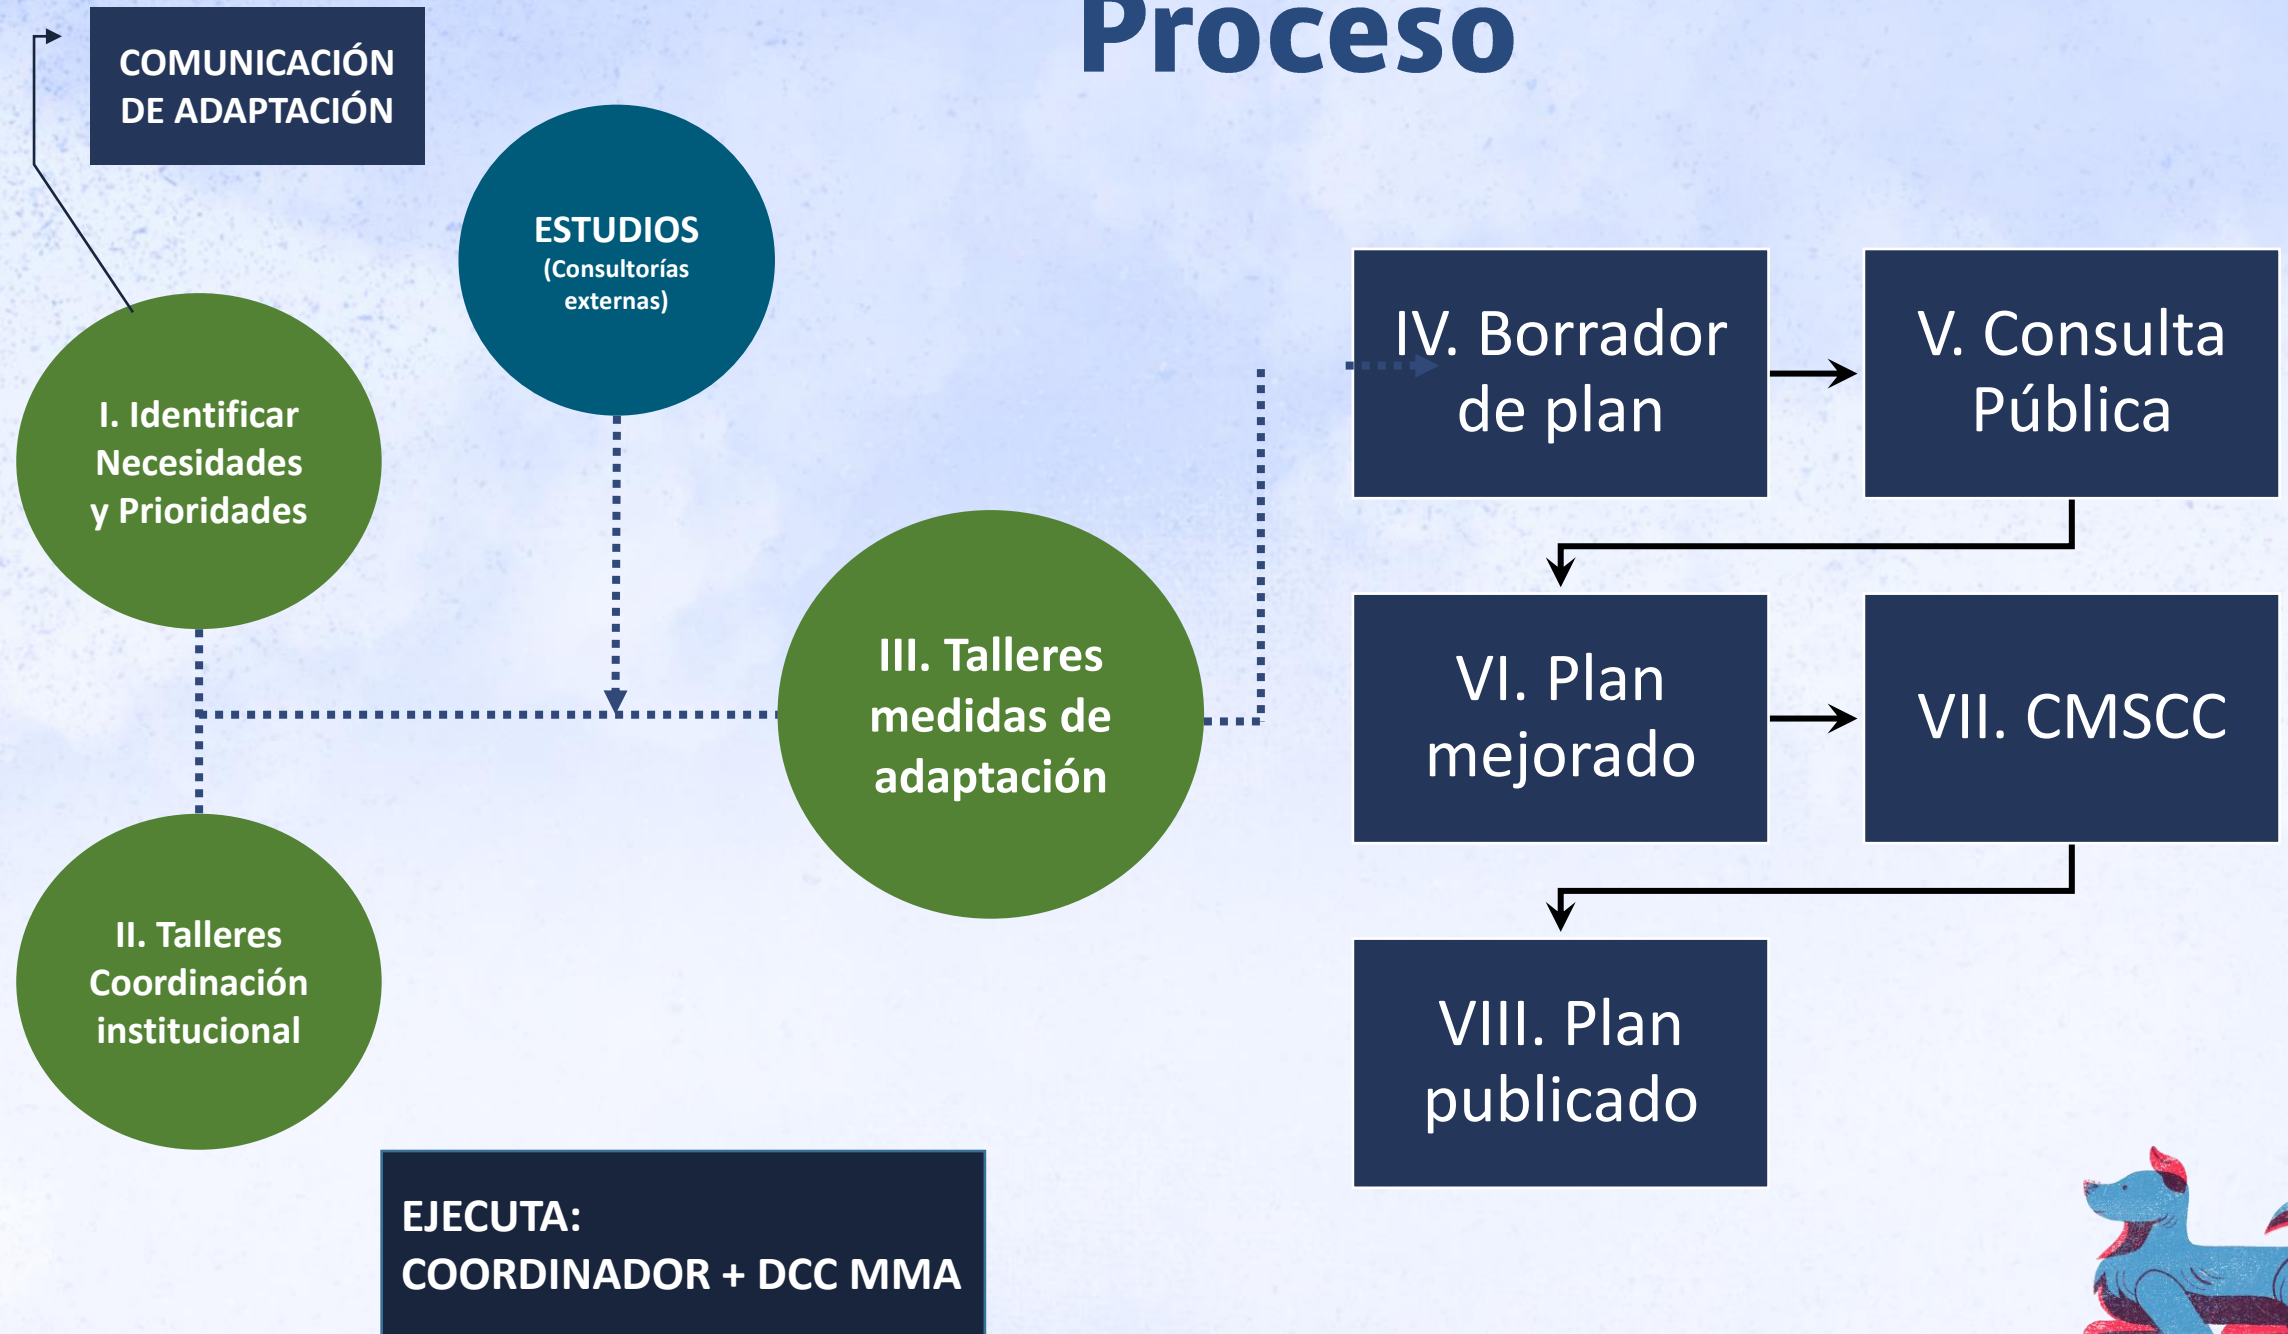 Proceso
COMUNICACIÓN
DE ADAPTACIÓN
ESTUDIOS
(Consultorías
externas)
I. Identificar
Necesidades
y Prioridades
II. Talleres
Coordinación
institucional
III. Talleres
medidas de
adaptación
IV. Borrador
de plan
V. Consulta
Pública
VI. Plan
mejorado
VII. CMSCC
VIII. Plan
publicado
EJECUTA:
COORDINADOR + DCC MMA